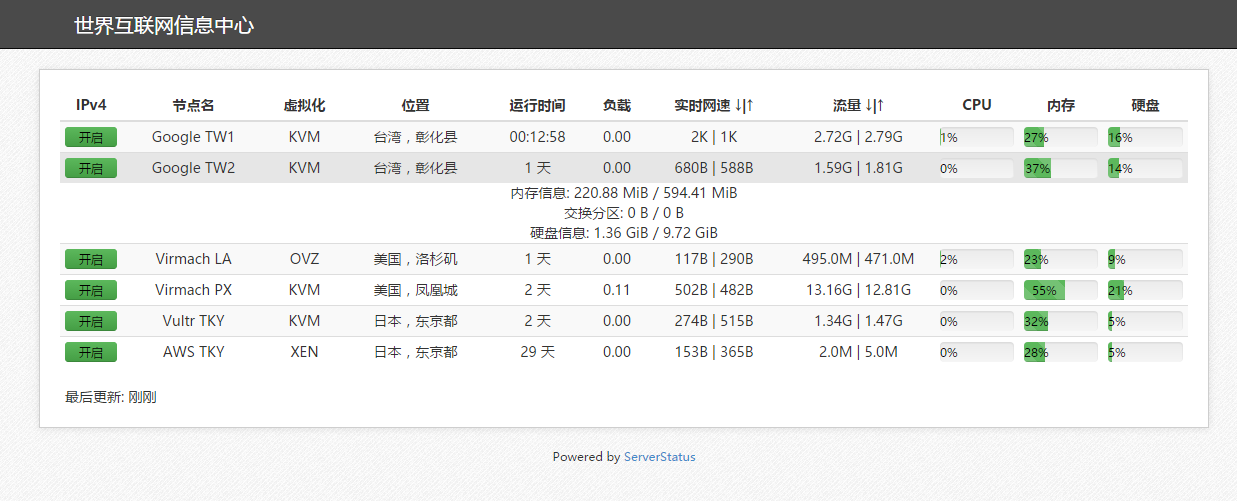 世界互联网信息中心
IPv4 节点名 虚拟化 位置 运行时间 负载 实时网速 ↓|↑ 流量 ↓|↑ CPU 内存 硬盘
开启 Google TW1 KVM 台湾，彰化县 00:12:58 0.00 2K | 1K 2.72G | 2.79G 1% 27% 16%
开启 Google TW2 KVM 台湾，彰化县 1 天 0.00 680B | 588B 1.59G | 1.81G 0% 37% 14%
内存信息: 220.88 MiB / 594.41 MiB
交换分区: 0 B / 0 B
硬盘信息: 1.36 GiB / 9.72 GiB
开启 Virmach LA OVZ 美国，洛杉矶 1 天 0.00 117B | 290B 495.0M | 471.0M 2% 23% 9%
开启 Virmach PX KVM 美国，凤凰城 2 天 0.11 502B | 482B 13.16G | 12.81G 0% 55% 21%
开启 Vultr TKY KVM 日本，东京都 2 天 0.00 274B | 515B 1.34G | 1.47G 0% 32% 5%
开启 AWS TKY XEN 日本，东京都 29 天 0.00 153B | 365B 2.0M | 5.0M 0% 28% 5%
最后更新: 刚刚
Powered by ServerStatus